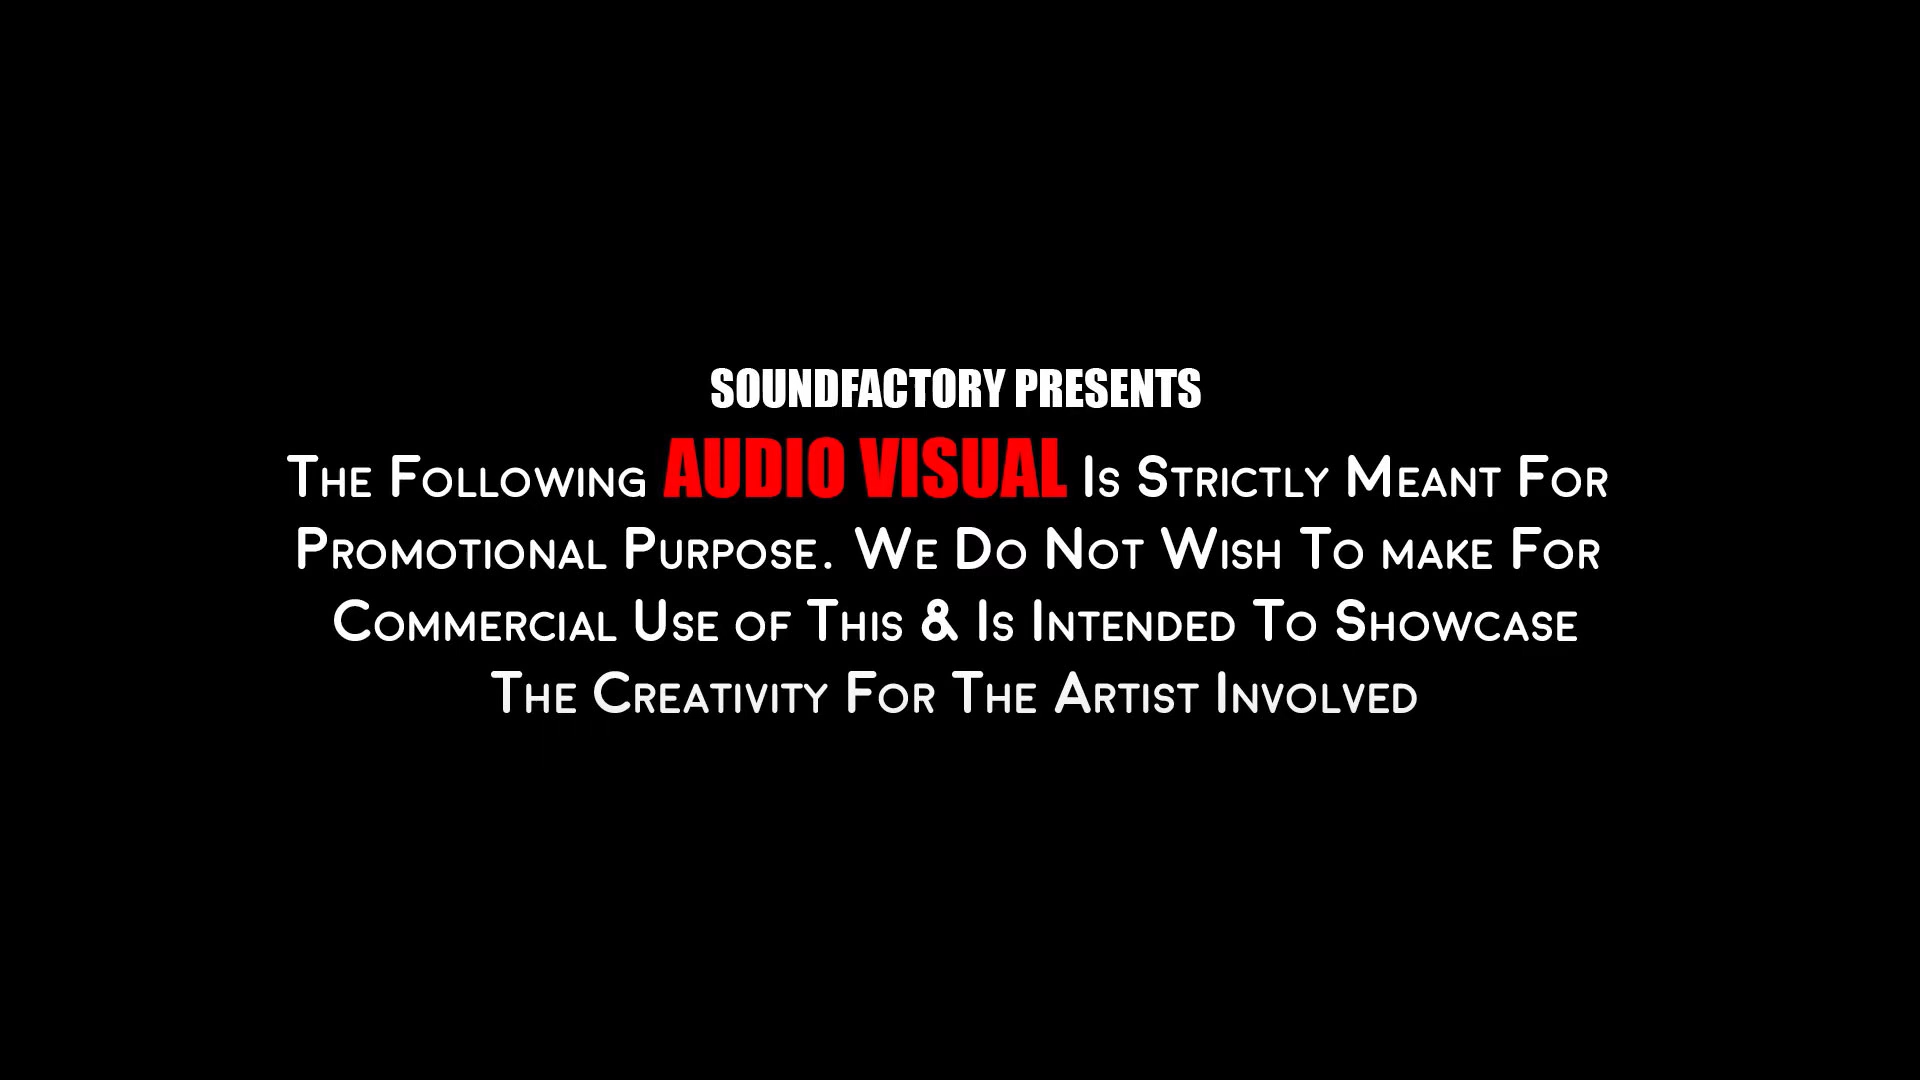 SOUNDFACTORY PRESENTS
The Following AUDIO VISUAL Is Strictly Meant For
Promotional Purpose. We Do Not Wish To make For
Commercial Use of This & Is Intended To Showcase
The Creativity For The Artist Involved